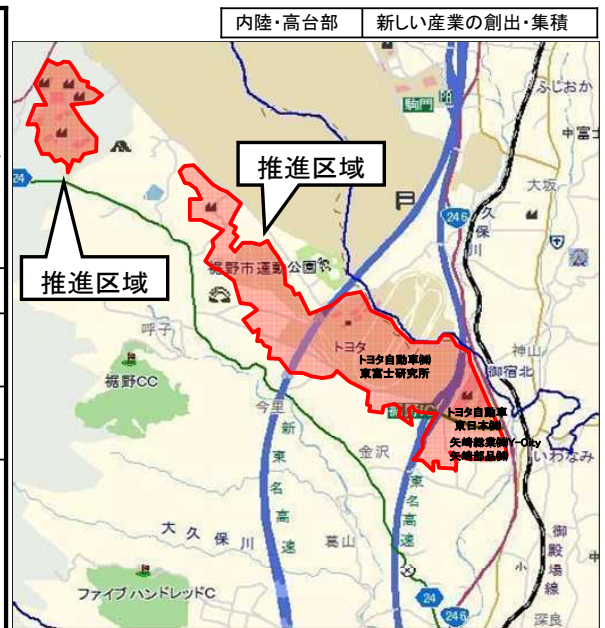 内陸・高台部
新しい産業の創出・集積
ふじおか
駒門
中富士
推進区域
24
大坂
246
久保川
推進区域
裾野市運動公園
呼子
トヨタ
トヨタ自動車㈱
東富士研究所
神山
御宿北
裾野CC
今里
トヨタ自動車
東日本㈱
矢崎総業㈱Y-City
矢崎部品㈱
いわなみ
金沢
新東名高速
東名高速
大久保川
葛山
御殿場線
小
中
ファイブハンドレッドC
24
246
深良